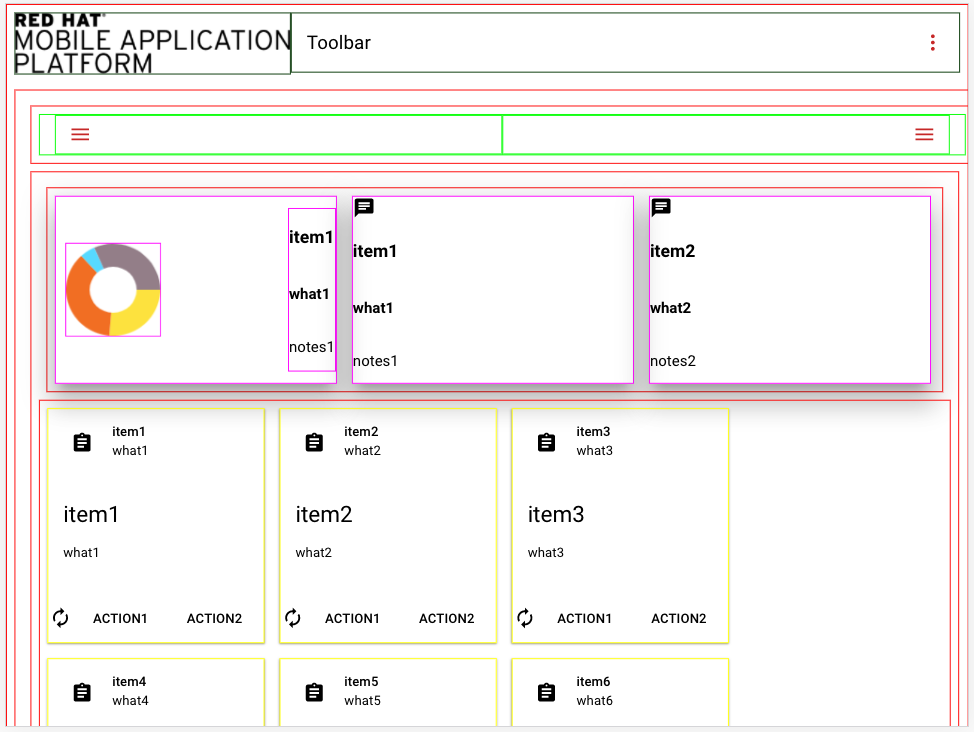 RED HAT
MOBILE APPLICATION
PLATFORM
Toolbar
item1
what1
notes1
item1
what1
notes1
item2
what2
notes2
item1
what1
item1
what1
ACTION1 ACTION2
item2
what2
item2
what2
ACTION1 ACTION2
item3
what3
item3
what3
ACTION1 ACTION2
item4
what4
item5
what5
item6
what6